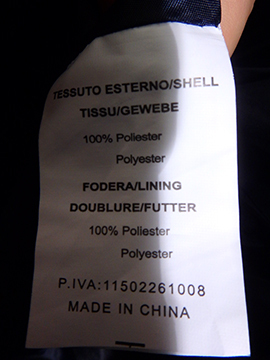 TESSUTO ESTERNO/SHELL
TISSU/GEWEBE
100% Poliester
Polyester
FODERA/LINING
DOUBLURE/FUTTER
100% Poliester
Polyester
P.IVA:11502261008
MADE IN CHINA